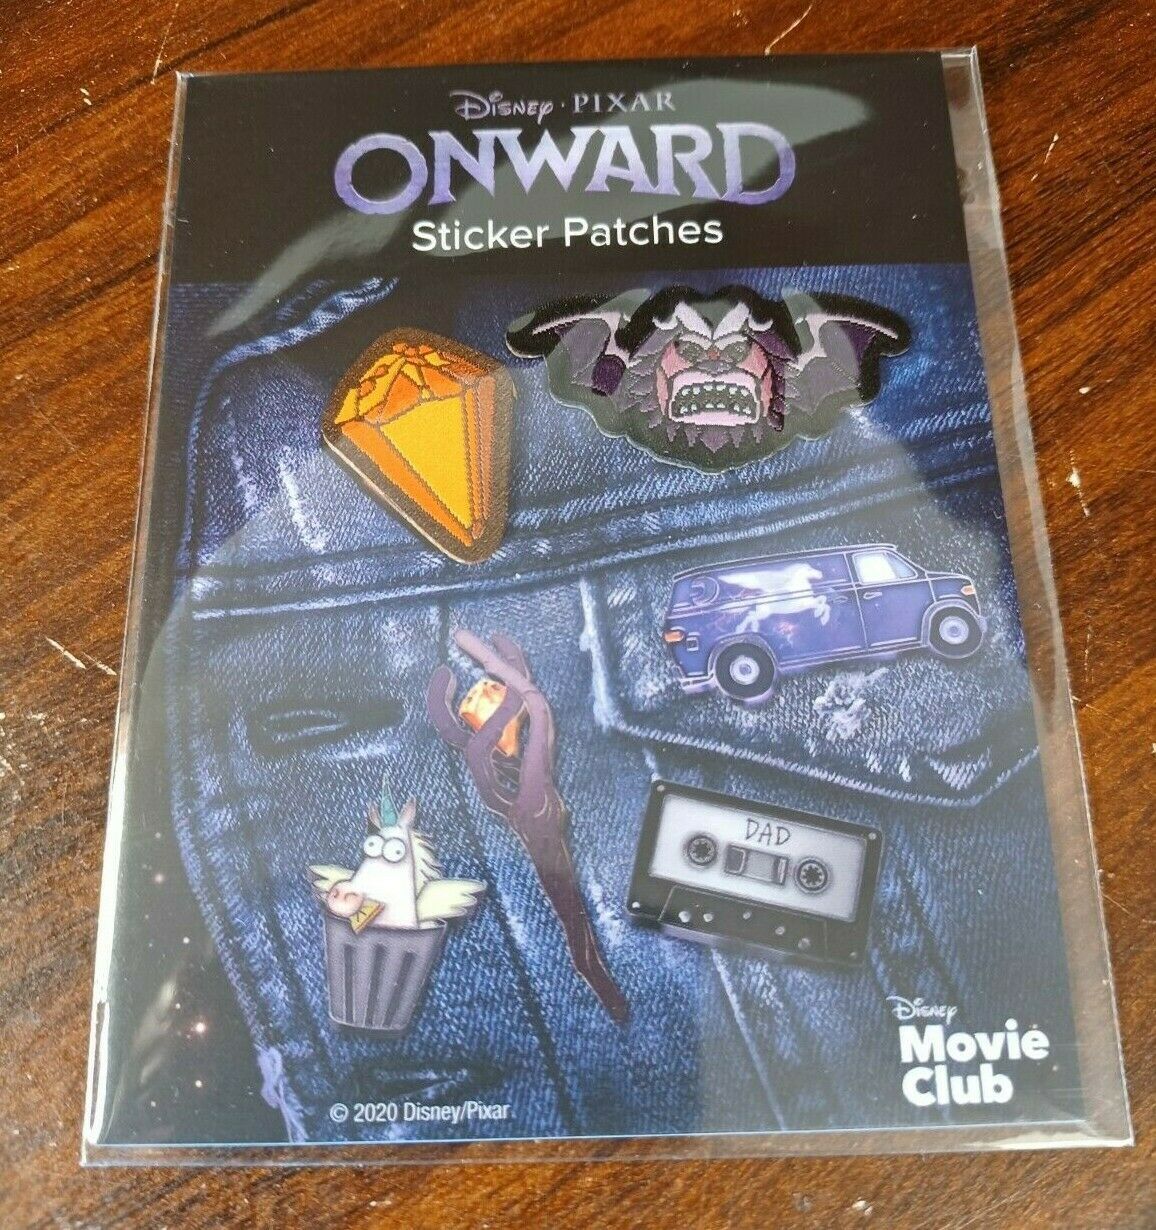 Disney · PIXAR
ONWARD
Sticker Patches
DAD
Disney
Movie
Club
© 2020 Disney/Pixar